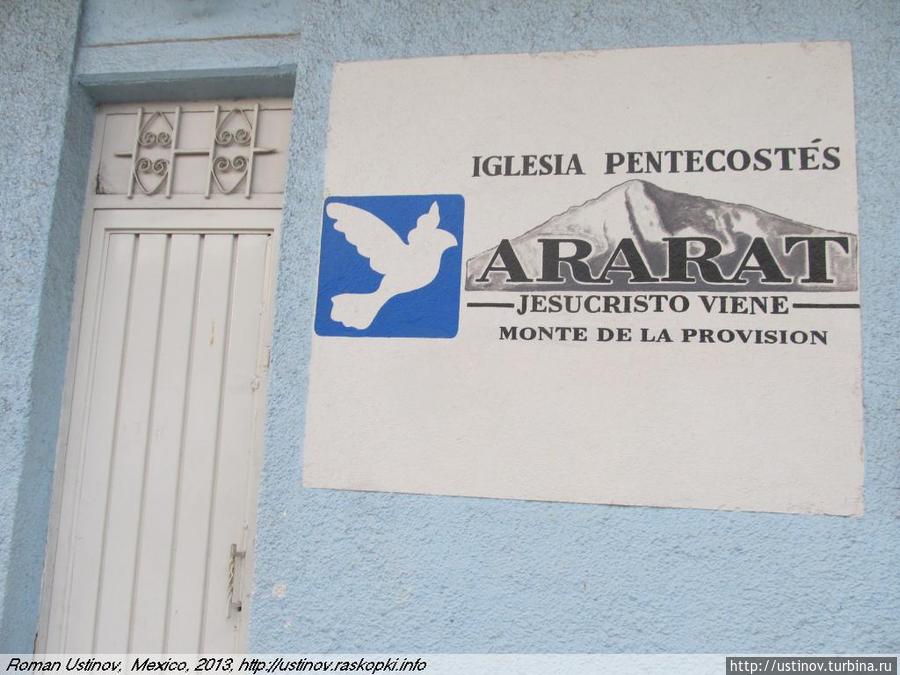 IGLESIA PENTECOSTÉS
ARARAT
JESUCRISTO VIENE
MONTE DE LA PROVISION
Roman Ustinov, Mexico, 2013, http://ustinov.raskopki.info
http://ustinov.turbina.ru